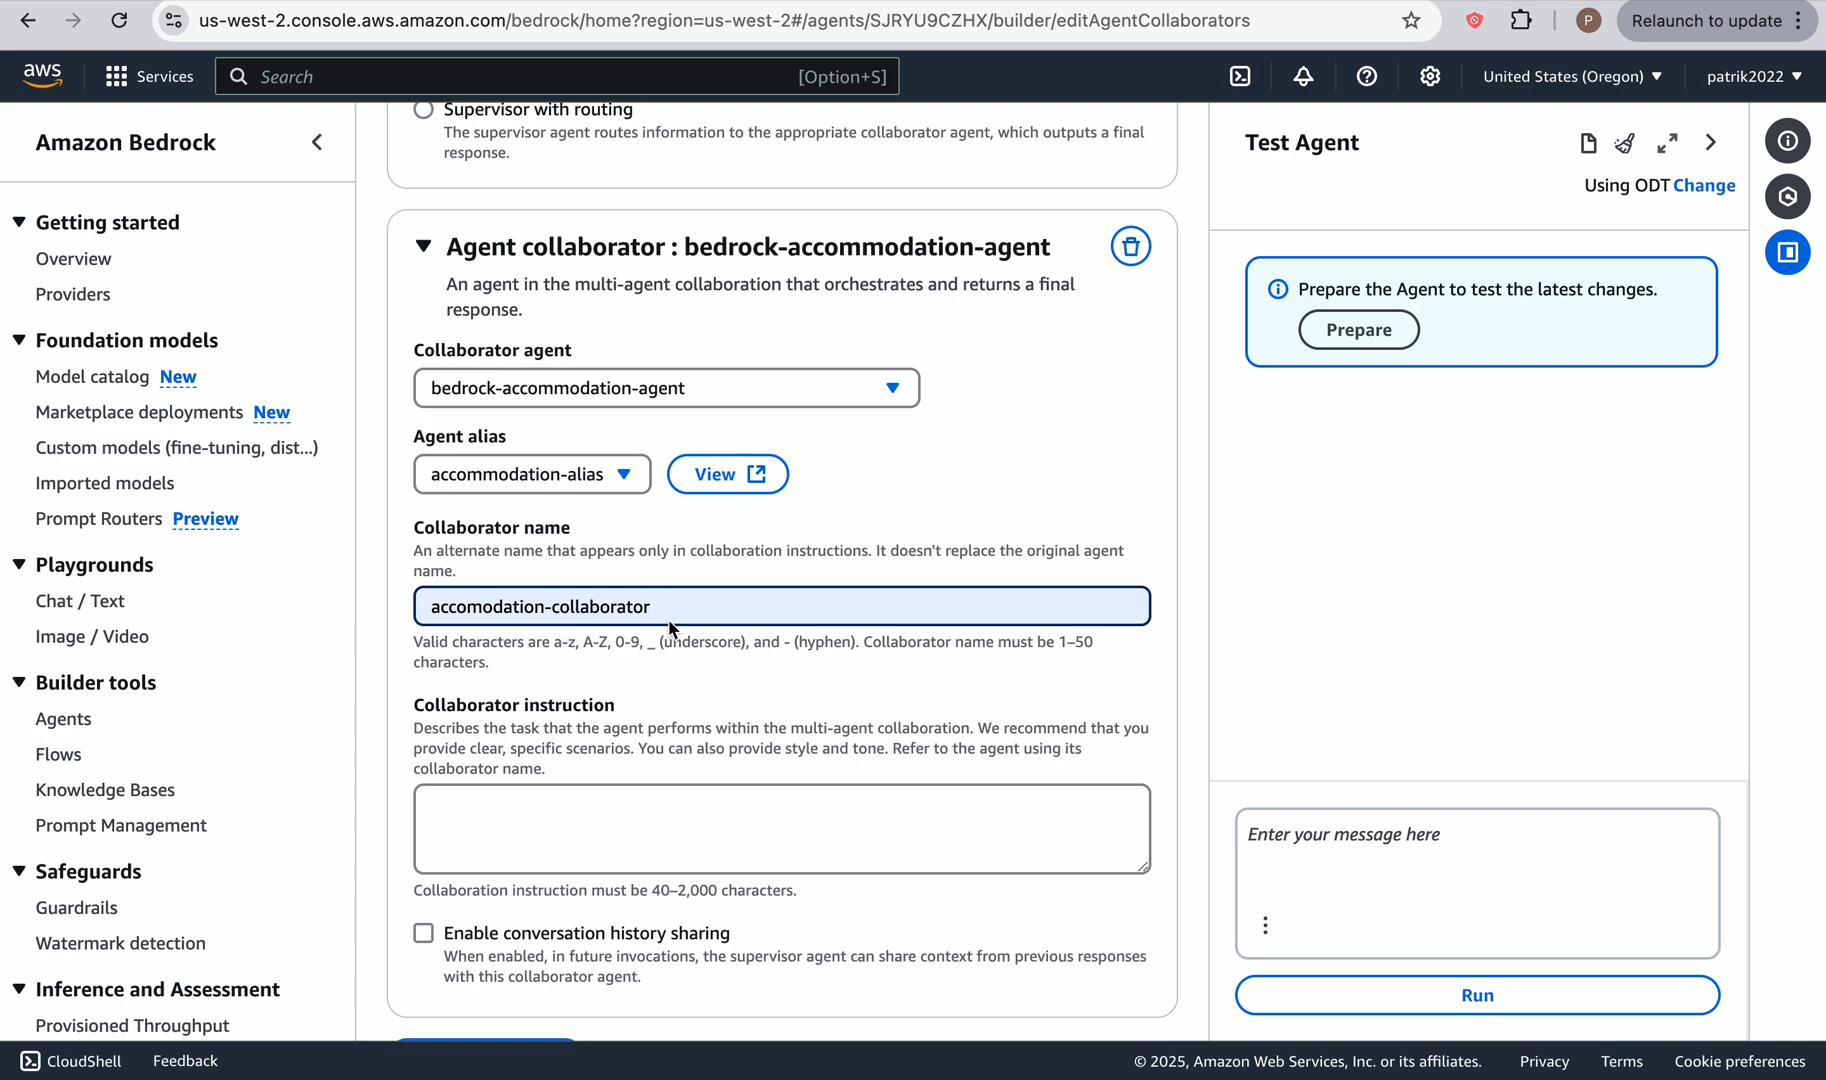 us-west-2.console.aws.amazon.com/bedrock/home?region=us-west-2#/agents/SJRYU9CZHX/builder/editAgentCollaborators
P
Relaunch to update
aws
Services
Search
[Option+S]
United States (Oregon)
patrik2022
Amazon Bedrock
Getting started
Overview
Providers
Foundation models
Model catalog New
Marketplace deployments New
Custom models (fine-tuning, dist...)
Imported models
Prompt Routers Preview
Playgrounds
Chat / Text
Image / Video
Builder tools
Agents
Flows
Knowledge Bases
Prompt Management
Safeguards
Guardrails
Watermark detection
Inference and Assessment
Provisioned Throughput
Supervisor with routing
The supervisor agent routes information to the appropriate collaborator agent, which outputs a final
response.
Agent collaborator : bedrock-accommodation-agent
An agent in the multi-agent collaboration that orchestrates and returns a final
response.
Collaborator agent
bedrock-accommodation-agent
Agent alias
accommodation-alias
View
Collaborator name
An alternate name that appears only in collaboration instructions. It doesn't replace the original agent
name.
accomodation-collaborator
Valid characters are a-z, A-Z, 0-9, _ (underscore), and - (hyphen). Collaborator name must be 1–50
characters.
Collaborator instruction
Describes the task that the agent performs within the multi-agent collaboration. We recommend that you
provide clear, specific scenarios. You can also provide style and tone. Refer to the agent using its
collaborator name.
Collaboration instruction must be 40–2,000 characters.
Enable conversation history sharing
When enabled, in future invocations, the supervisor agent can share context from previous responses
with this collaborator agent.
Test Agent
Using ODT Change
Prepare the Agent to test the latest changes.
Prepare
Enter your message here
Run
CloudShell
Feedback
© 2025, Amazon Web Services, Inc. or its affiliates.
Privacy
Terms
Cookie preferences